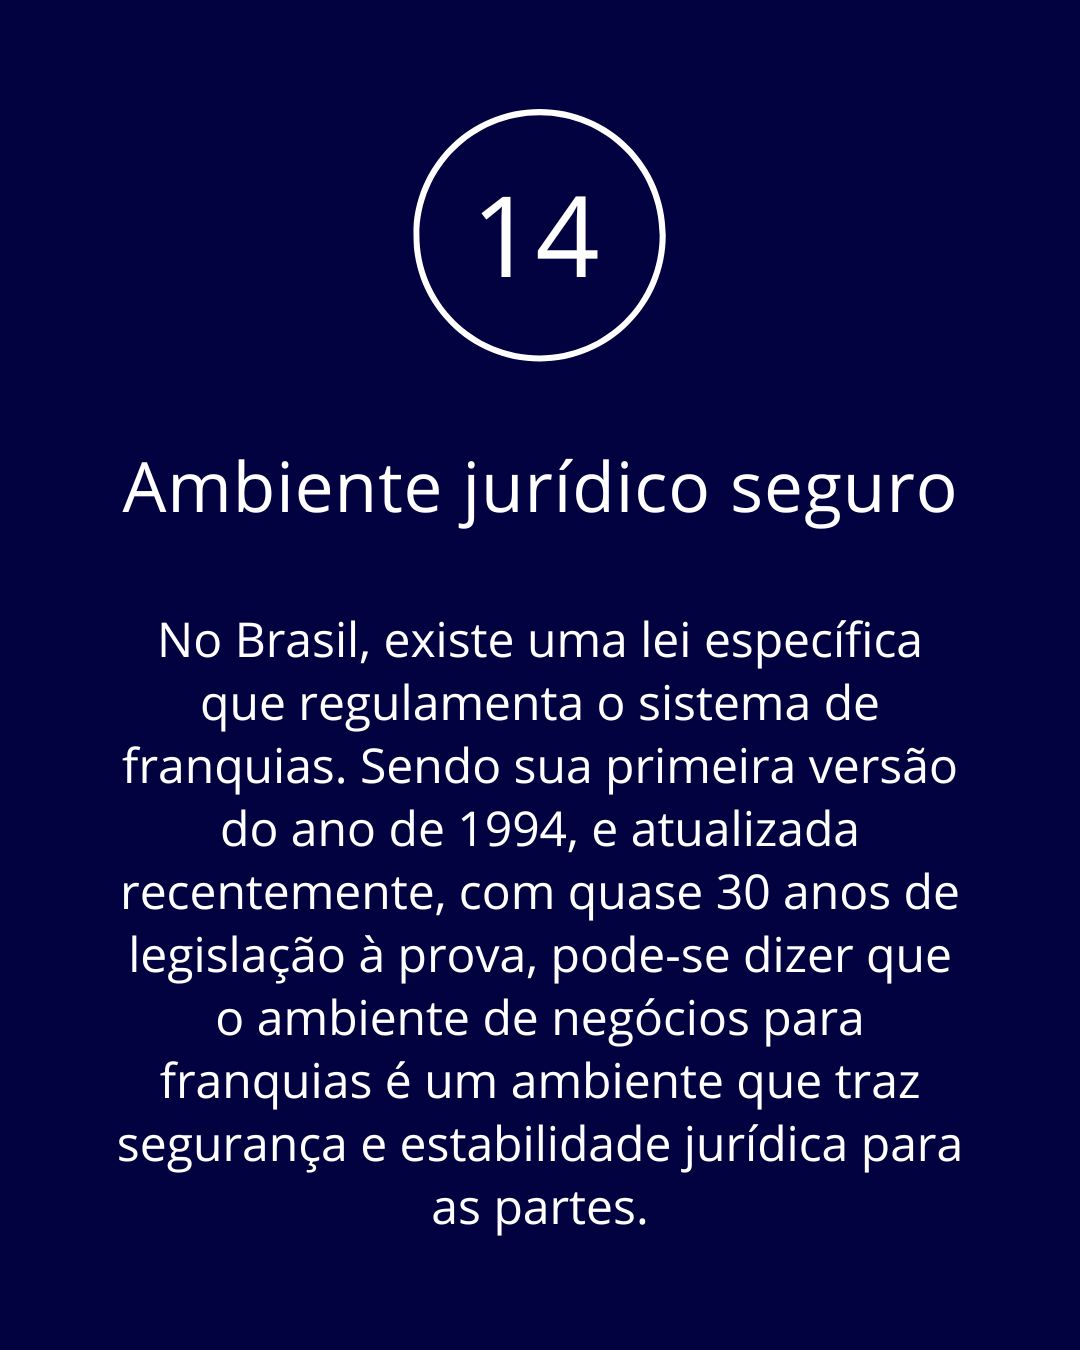 14
Ambiente jurídico seguro
No Brasil, existe uma lei específica
que regulamenta o sistema de
franquias. Sendo sua primeira versão
do ano de 1994, e atualizada
recentemente, com quase 30 anos de
legislação à prova, pode-se dizer que
o ambiente de negócios para
franquias é um ambiente que traz
segurança e estabilidade jurídica para
as partes.